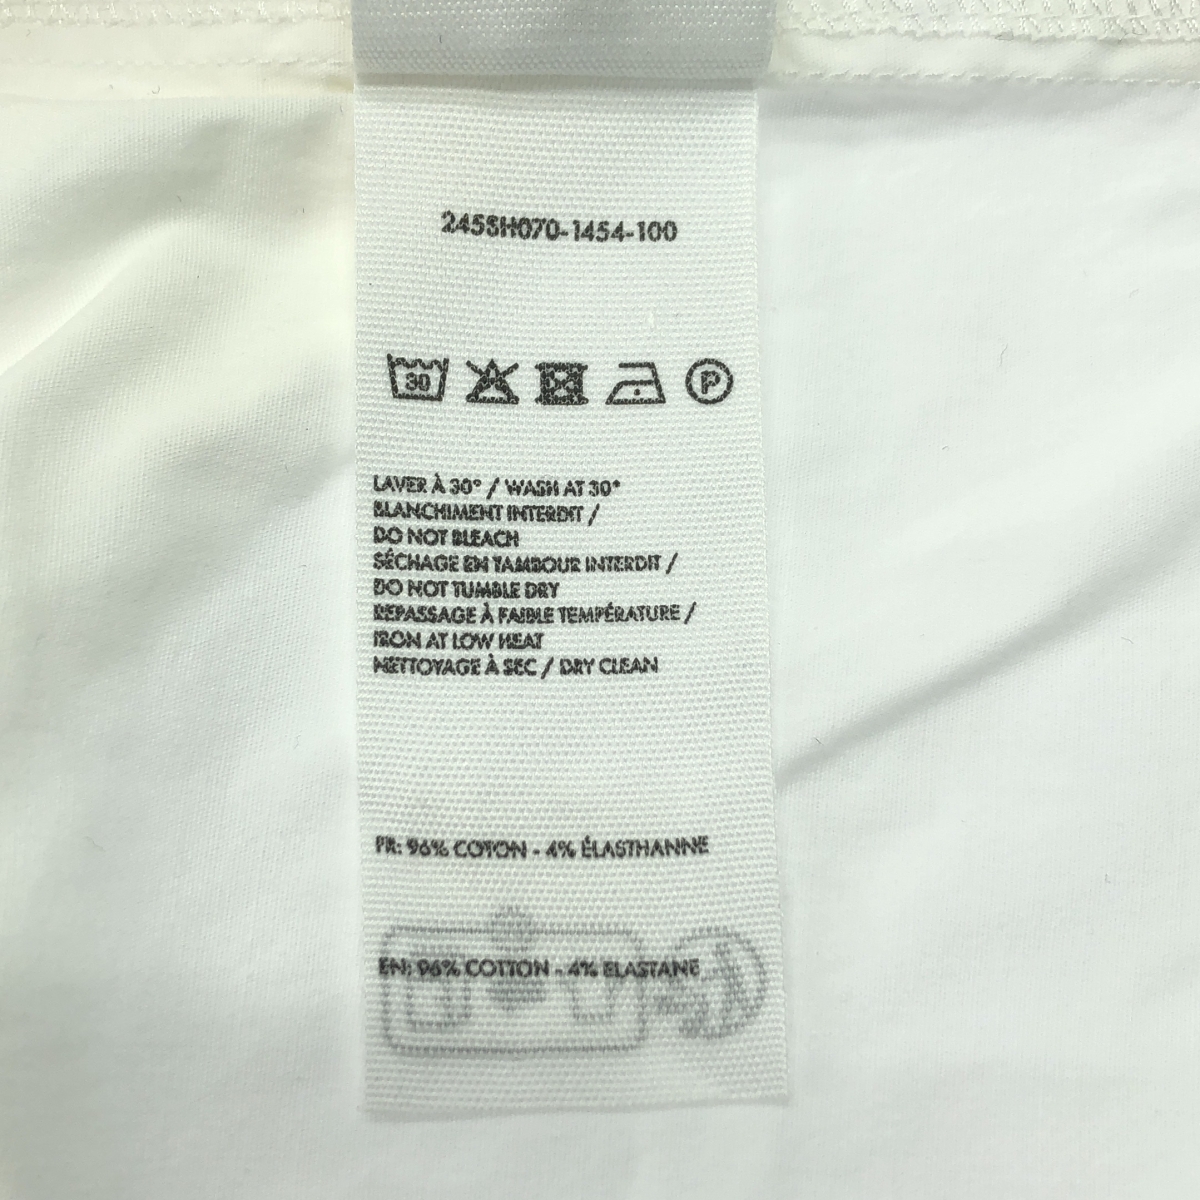 245SH070-1454-100
30 P
LAVER À 30° / WASH AT 30°
BLANCHIMENT INTERDIT /
DO NOT BLEACH
SÉCHAGE EN TAMBOUR INTERDIT /
DO NOT TUMBLE DRY
REPASSAGE À FAIBLE TEMPÉRATURE /
IRON AT LOW HEAT
NETTOYAGE À SEC / DRY CLEAN
FR: 96% COTON - 4% ÉLASTHANNE
EN: 96% COTTON - 4% ELASTANE